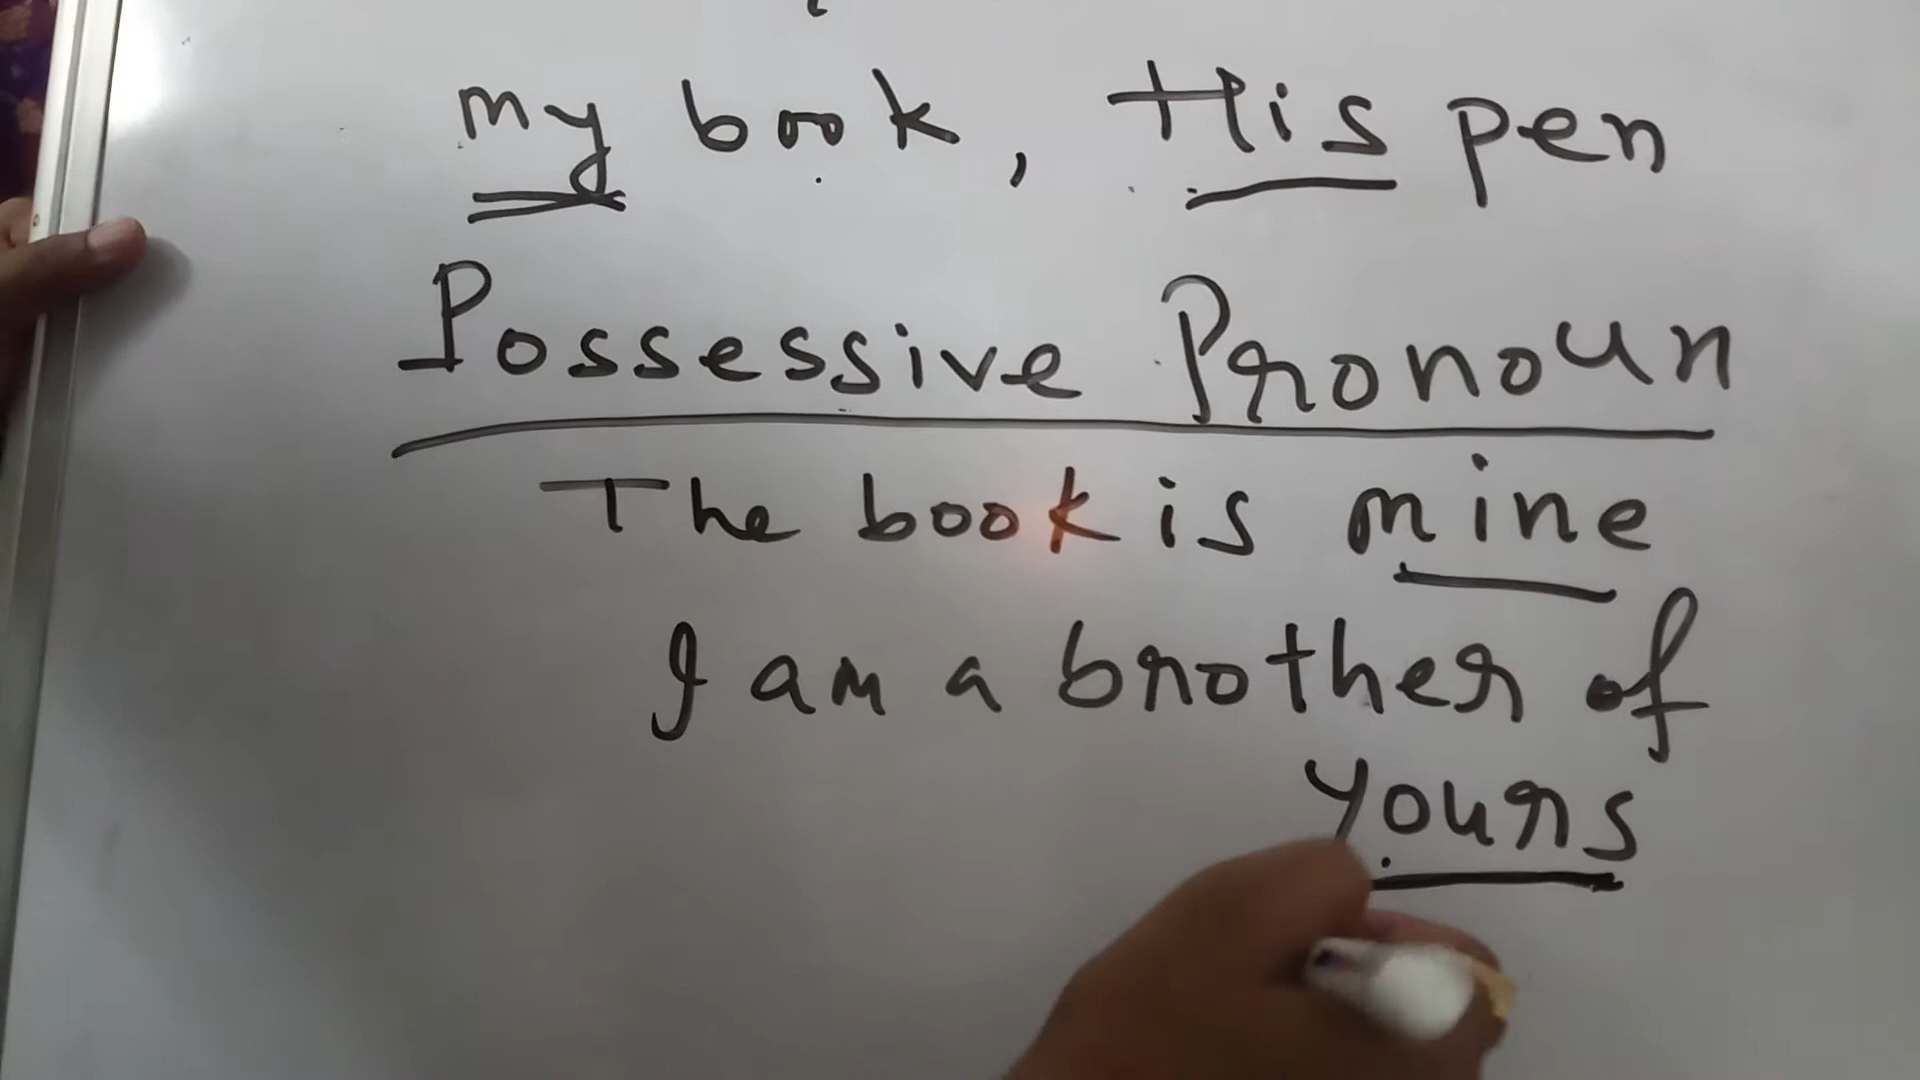 my book, His pen
Possessive Pronoun
The book is mine
I am a brother of
yours